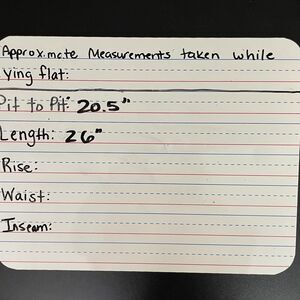 Approximate Measurements taken while
ying flat:
Pit to Pit: 20.5"
Length: 26"
Rise:
Waist:
Inseam: